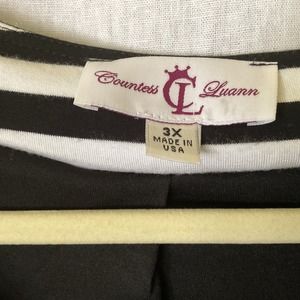 Countess CL Luann
3X
MADE IN
USA